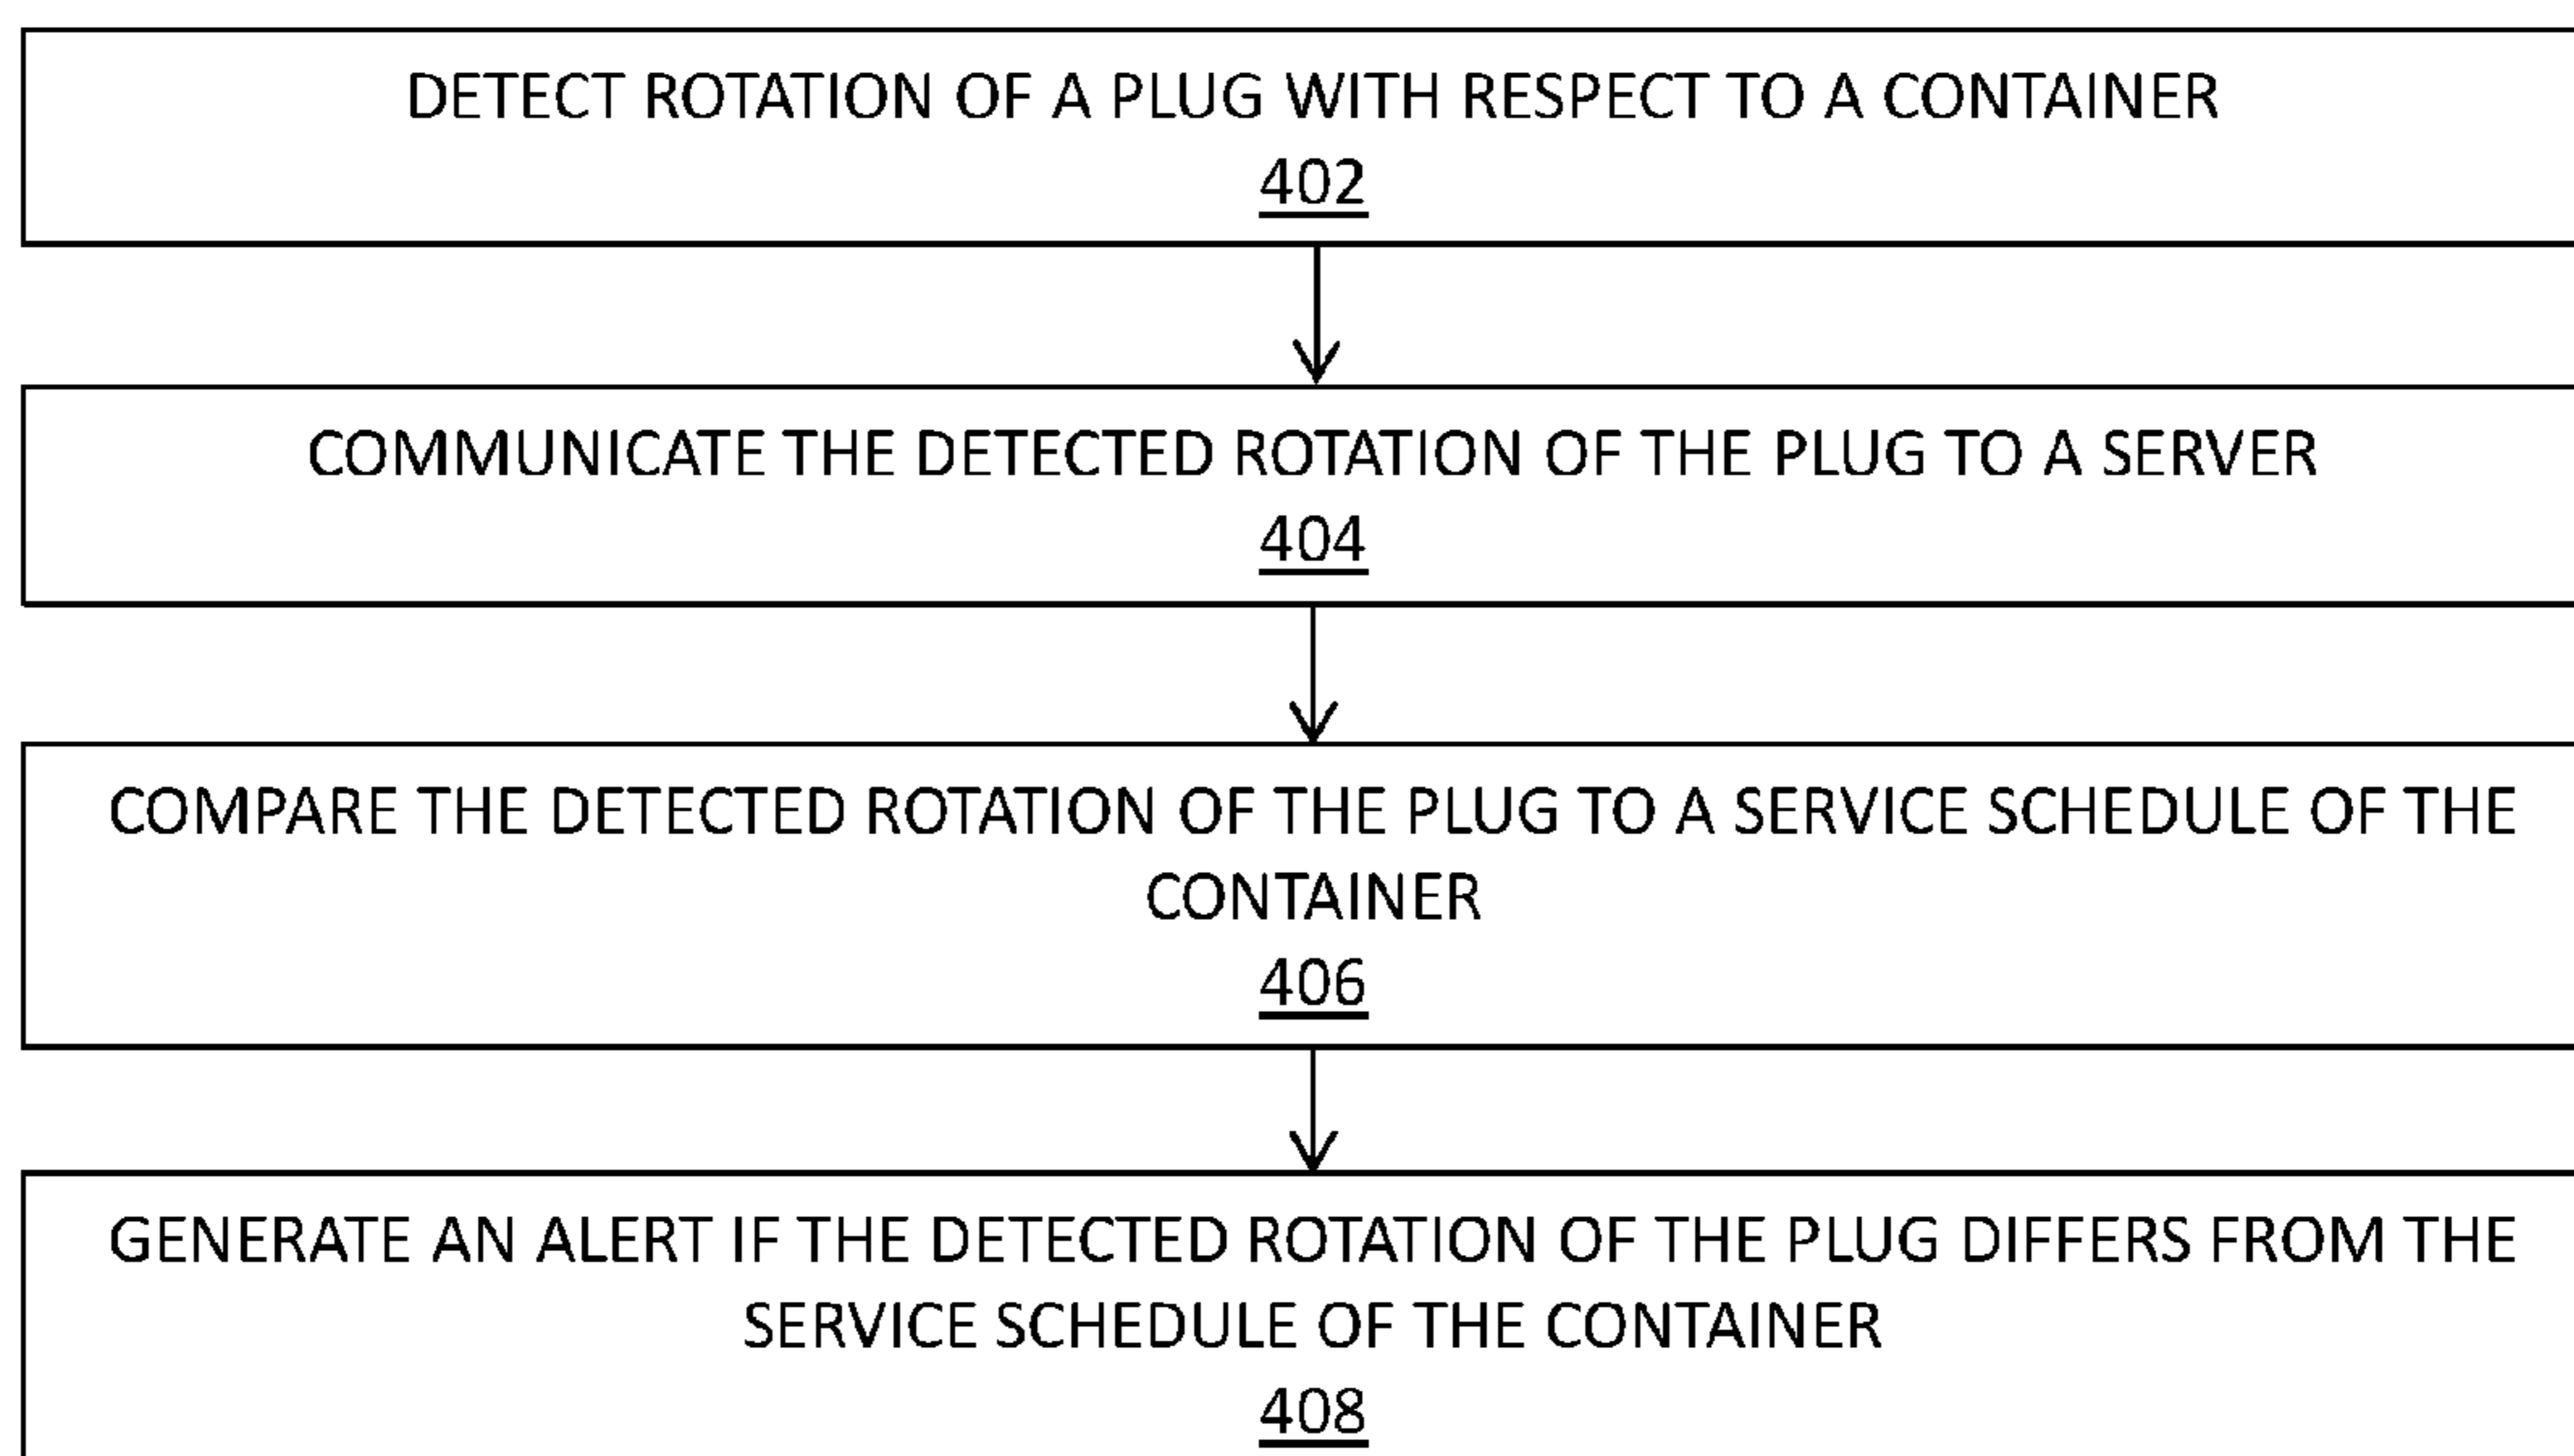 DETECT ROTATION OF A PLUG WITH RESPECT TO A CONTAINER
402
COMMUNICATE THE DETECTED ROTATION OF THE PLUG TO A SERVER
404
COMPARE THE DETECTED ROTATION OF THE PLUG TO A SERVICE SCHEDULE OF THE
CONTAINER
406
GENERATE AN ALERT IF THE DETECTED ROTATION OF THE PLUG DIFFERS FROM THE
SERVICE SCHEDULE OF THE CONTAINER
408